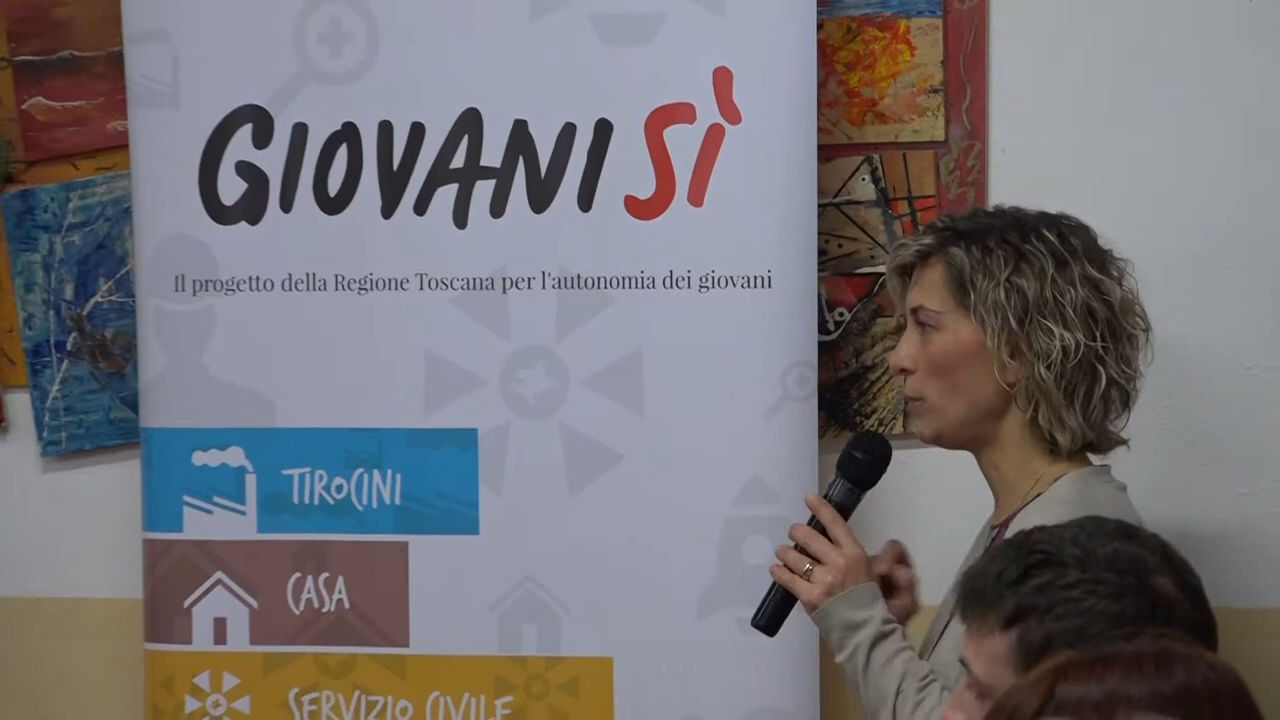 GIOVANISÌ
Il progetto della Regione Toscana per l'autonomia dei giovani
TIROCINI
CASA
SERVIZIO CIVILE